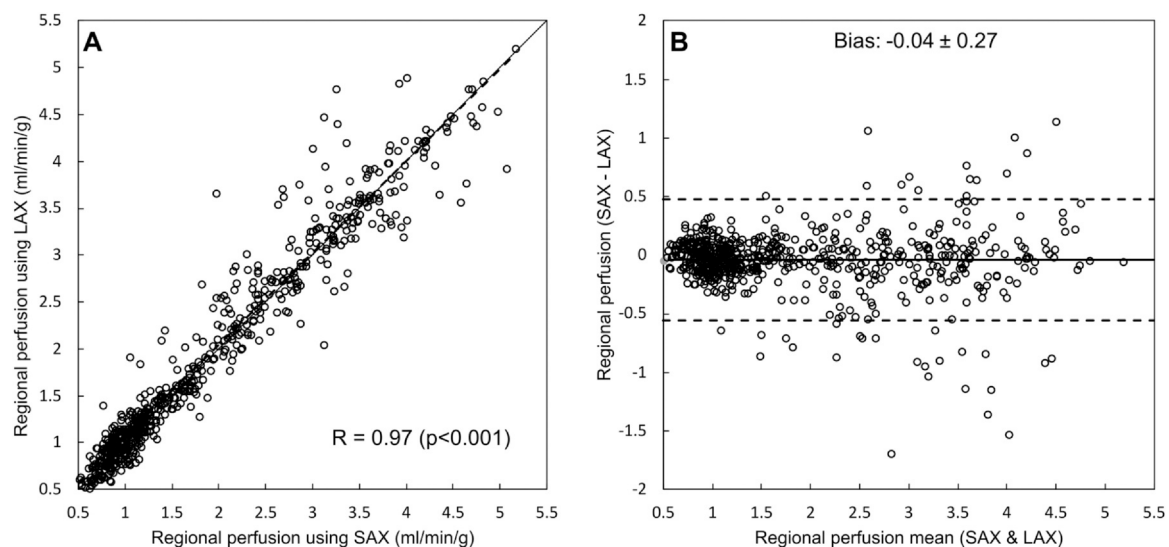 A
5.5
5
4.5
4
3.5
3
2.5
2
1.5
1
0.5
Regional perfusion using LAX (ml/min/g)
R = 0.97 (p<0.001)
0.5 1 1.5 2 2.5 3 3.5 4 4.5 5 5.5
Regional perfusion using SAX (ml/min/g)
B
Bias: -0.04 ± 0.27
2
1.5
1
0.5
0
-0.5
-1
-1.5
-2
Regional perfusion (SAX - LAX)
0.5 1 1.5 2 2.5 3 3.5 4 4.5 5 5.5
Regional perfusion mean (SAX & LAX)